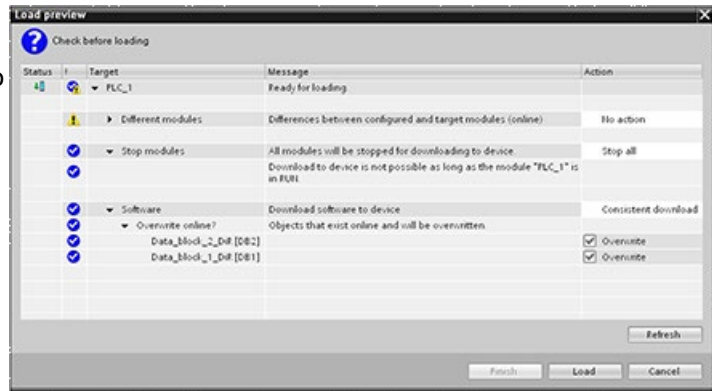 Load preview
Check before loading
Status ! Target Message Action
PLC_1 Ready for loading.
Different modules Differences between configured and target modules (online) No action
Stop modules All modules will be stopped for downloading to device. Stop all
Download to device is not possible as long as the module "PLC_1" is
in RUN.
Software Download software to device Consistent download
Overwrite online? Objects that exist online and will be overwritten
Data_block_2_DiR [DB2] Overwrite
Data_block_1_DiR [DB1] Overwrite
Refresh
Finish Load Cancel